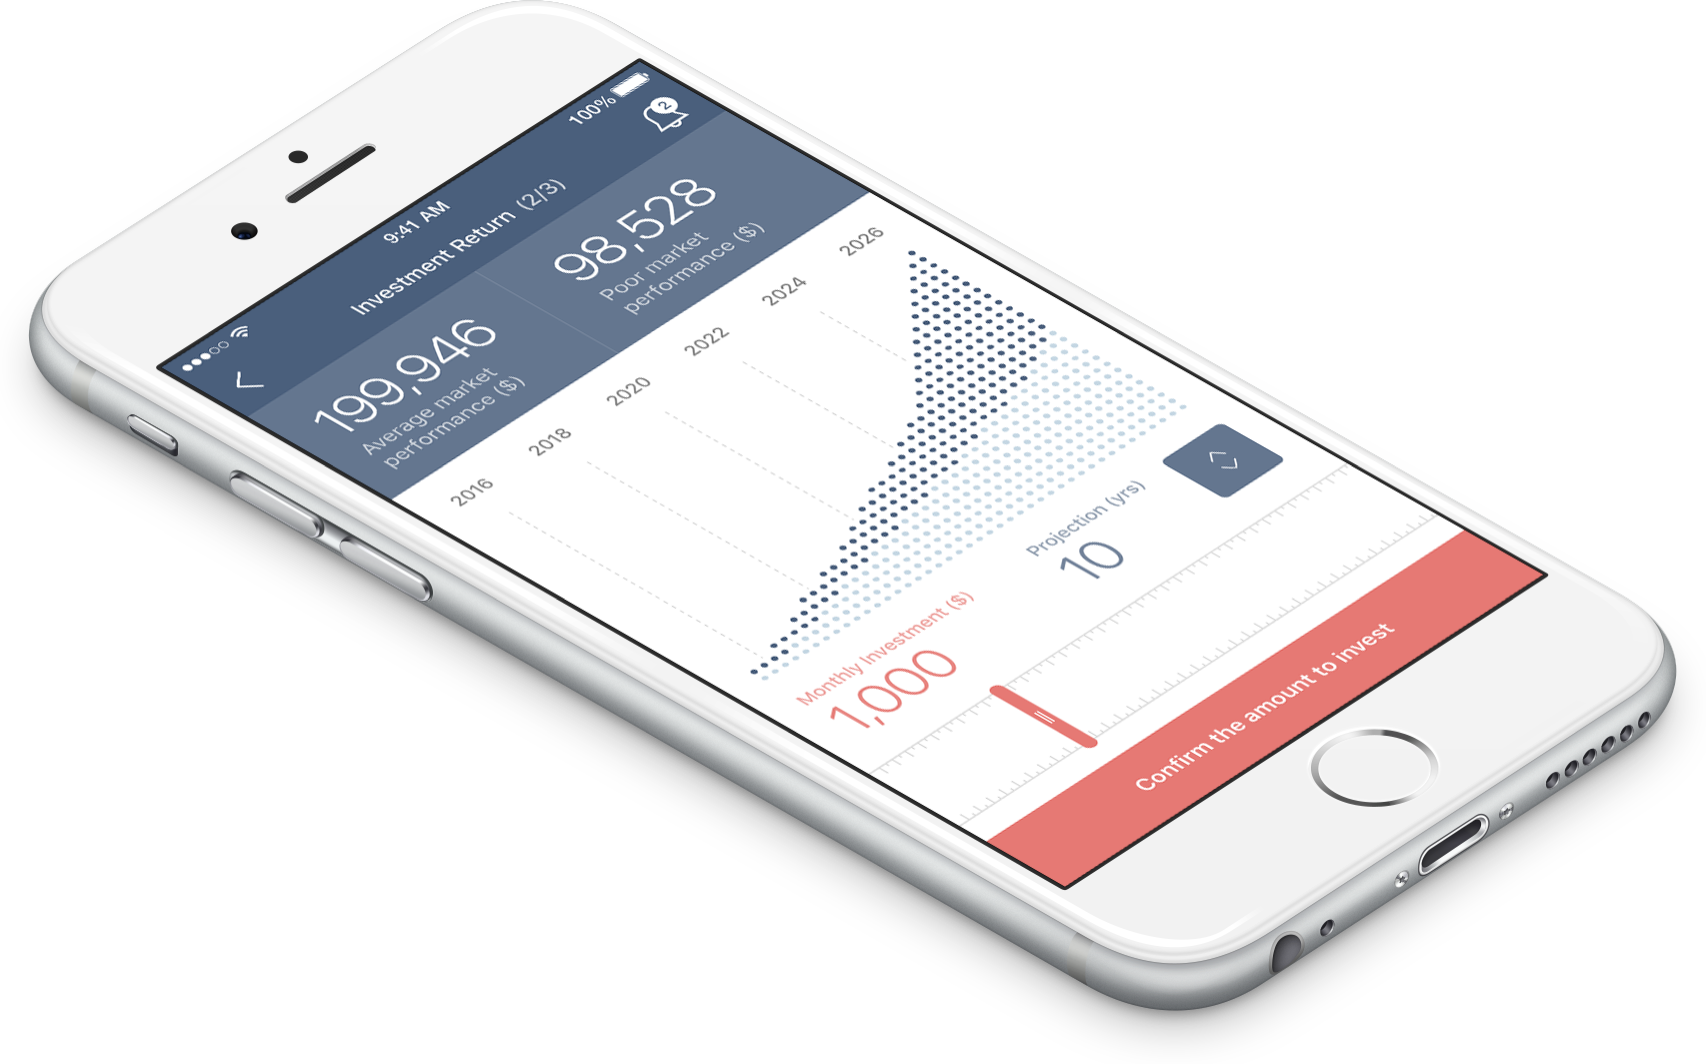 9:41 AM
100%
Investment Return (2/3)
2
199,946
Average market
performance ($)
98,528
Poor market
performance ($)
2016
2018
2020
2022
2024
2026
Monthly Investment ($)
1,000
Projection (yrs)
10
Confirm the amount to invest